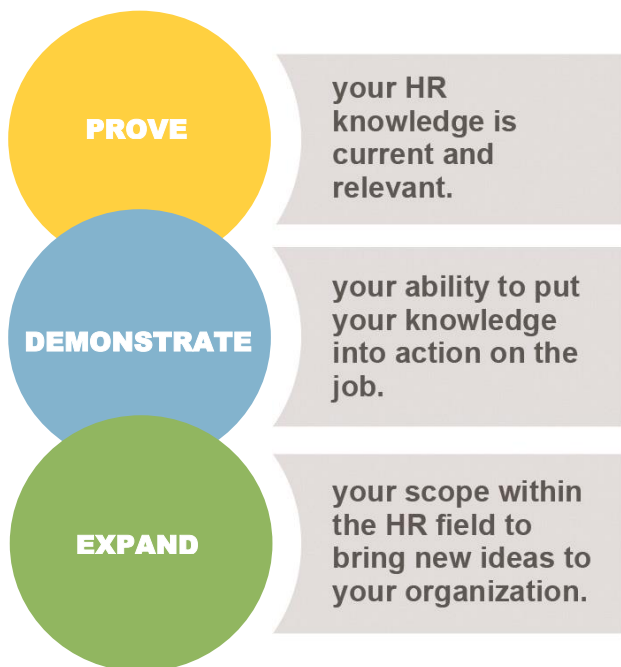 PROVE
your HR
knowledge is
current and
relevant.
DEMONSTRATE
your ability to put
your knowledge
into action on the
job.
EXPAND
your scope within
the HR field to
bring new ideas to
your organization.